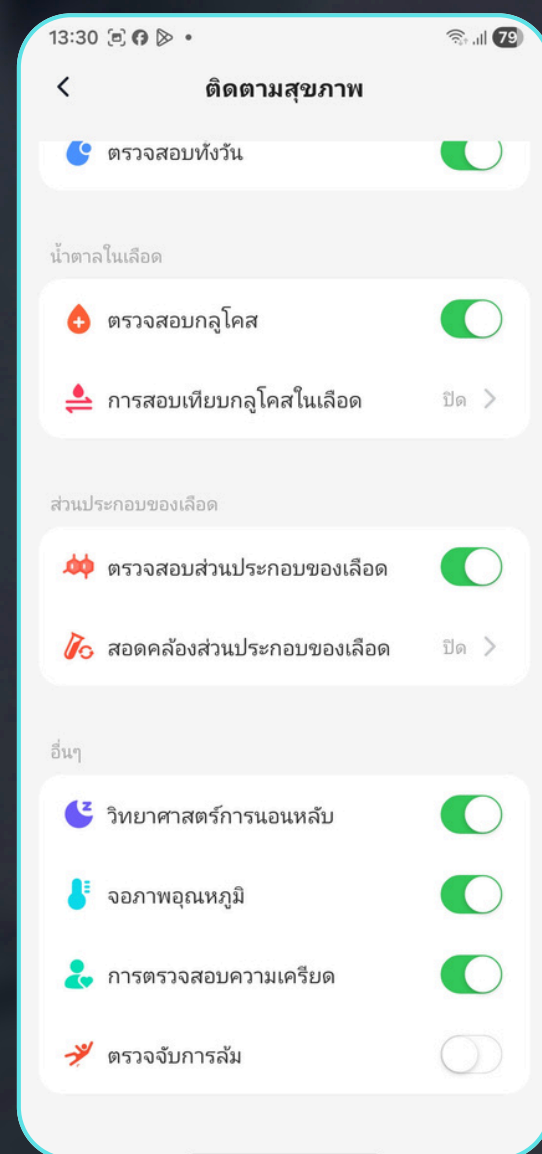 13:30
79
ติดตามสุขภาพ
ตรวจสอบทั้งวัน
น้ำตาลในเลือด
ตรวจสอบกลูโคส
การสอบเทียบกลูโคสในเลือด ปิด
ส่วนประกอบของเลือด
ตรวจสอบส่วนประกอบของเลือด
สอดคล้องส่วนประกอบของเลือด ปิด
อื่นๆ
วิทยาศาสตร์การนอนหลับ
จอภาพอุณหภูมิ
การตรวจสอบความเครียด
ตรวจจับการล้ม